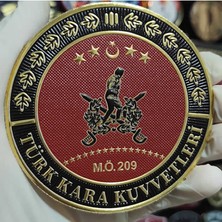 M.Ö. 209
TÜRK KARA KUVVETLERİ